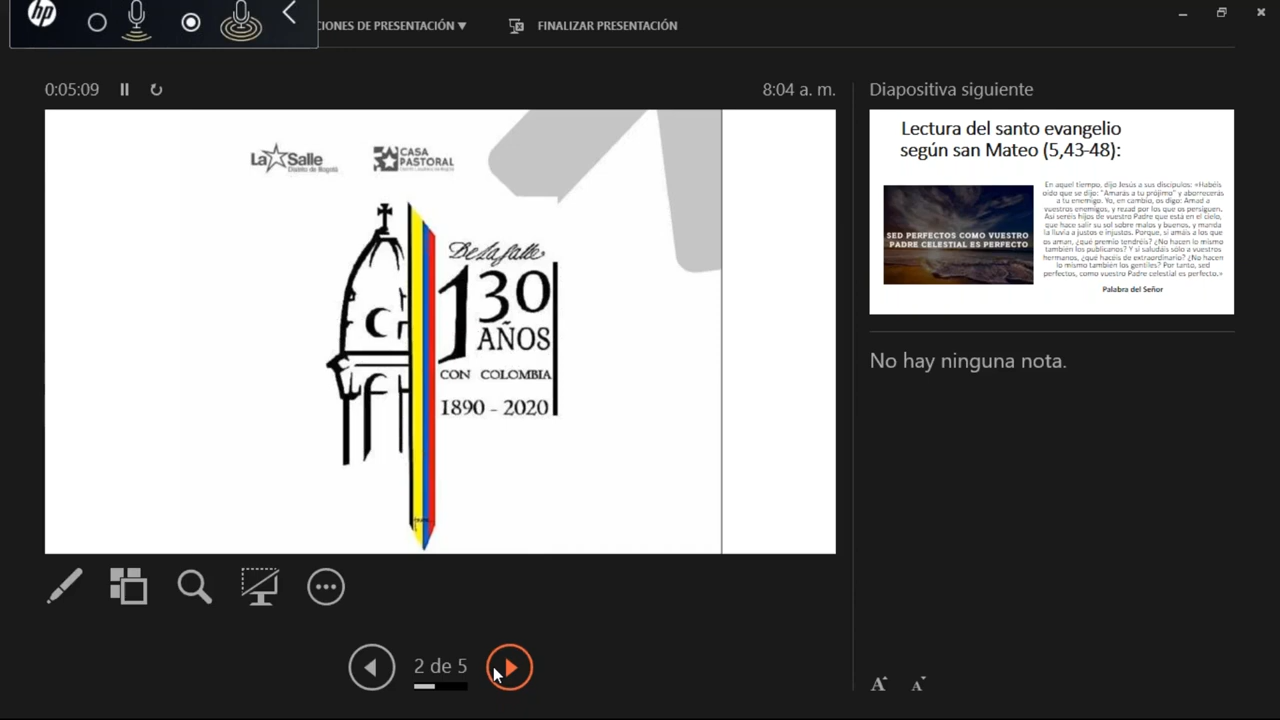 hp
IONES DE PRESENTACIÓN ▼
FINALIZAR PRESENTACIÓN
0:05:09
8:04 a. m.
Diapositiva siguiente
La Salle
Distrito de Bogotá
CASA
PASTORAL
De La Salle
130
AÑOS
CON COLOMBIA
1890 - 2020
Lectura del santo evangelio
según san Mateo (5,43-48):
SED PERFECTOS COMO VUESTRO
PADRE CELESTIAL ES PERFECTO
En aquel tiempo, dijo Jesús a sus discípulos: «Habéis
oído que se dijo: "Amarás a tu prójimo" y aborrecerás
a tu enemigo. Yo, en cambio, os digo: Amad a
vuestros enemigos, y rezad por los que os persiguen.
Así seréis hijos de vuestro Padre que está en el cielo,
que hace salir su sol sobre malos y buenos, y manda
la lluvia a justos e injustos. Porque, si amáis a los que
os aman, ¿qué premio tendréis? ¿No hacen lo mismo
también los publicanos? Y si saludáis sólo a vuestros
hermanos, ¿qué hacéis de extraordinario? ¿No hacen
lo mismo también los gentiles? Por tanto, sed
perfectos, como vuestro Padre celestial es perfecto.»
Palabra del Señor
No hay ninguna nota.
2 de 5
A A